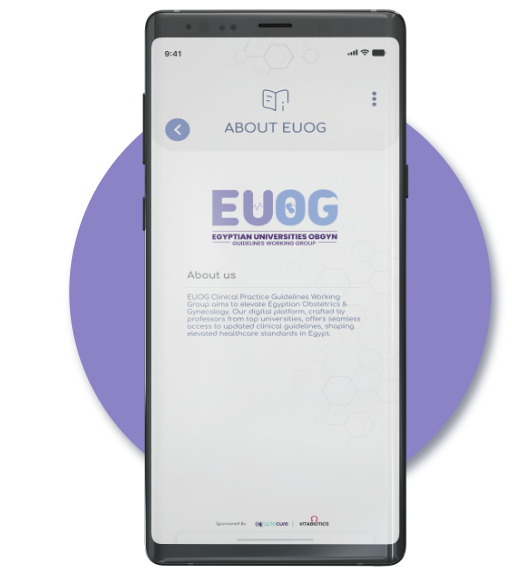 9:41
ABOUT EUOG
EUOG
EGYPTIAN UNIVERSITIES OBGYN
GUIDELINES WORKING GROUP
About us
EUOG Clinical Practice Guidelines Working
Group aims to elevate Egyptian Obstetrics &
Gynecology. Our digital platform, crafted by
professors from top universities, offers seamless
access to updated clinical guidelines, shaping
elevated healthcare standards in Egypt.
Sponsored By
VITABIOTICS